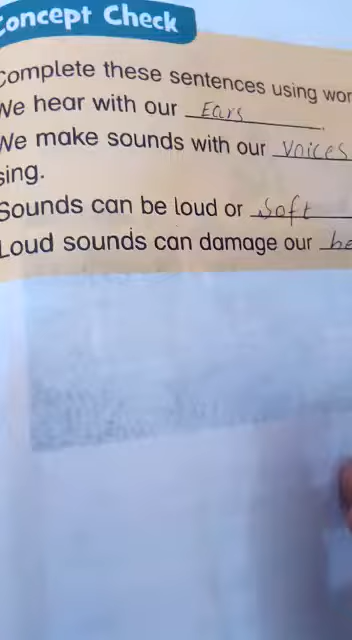 Concept Check
Complete these sentences using wor
We hear with our Ears.
We make sounds with our voices
sing.
Sounds can be loud or soft
Loud sounds can damage our he